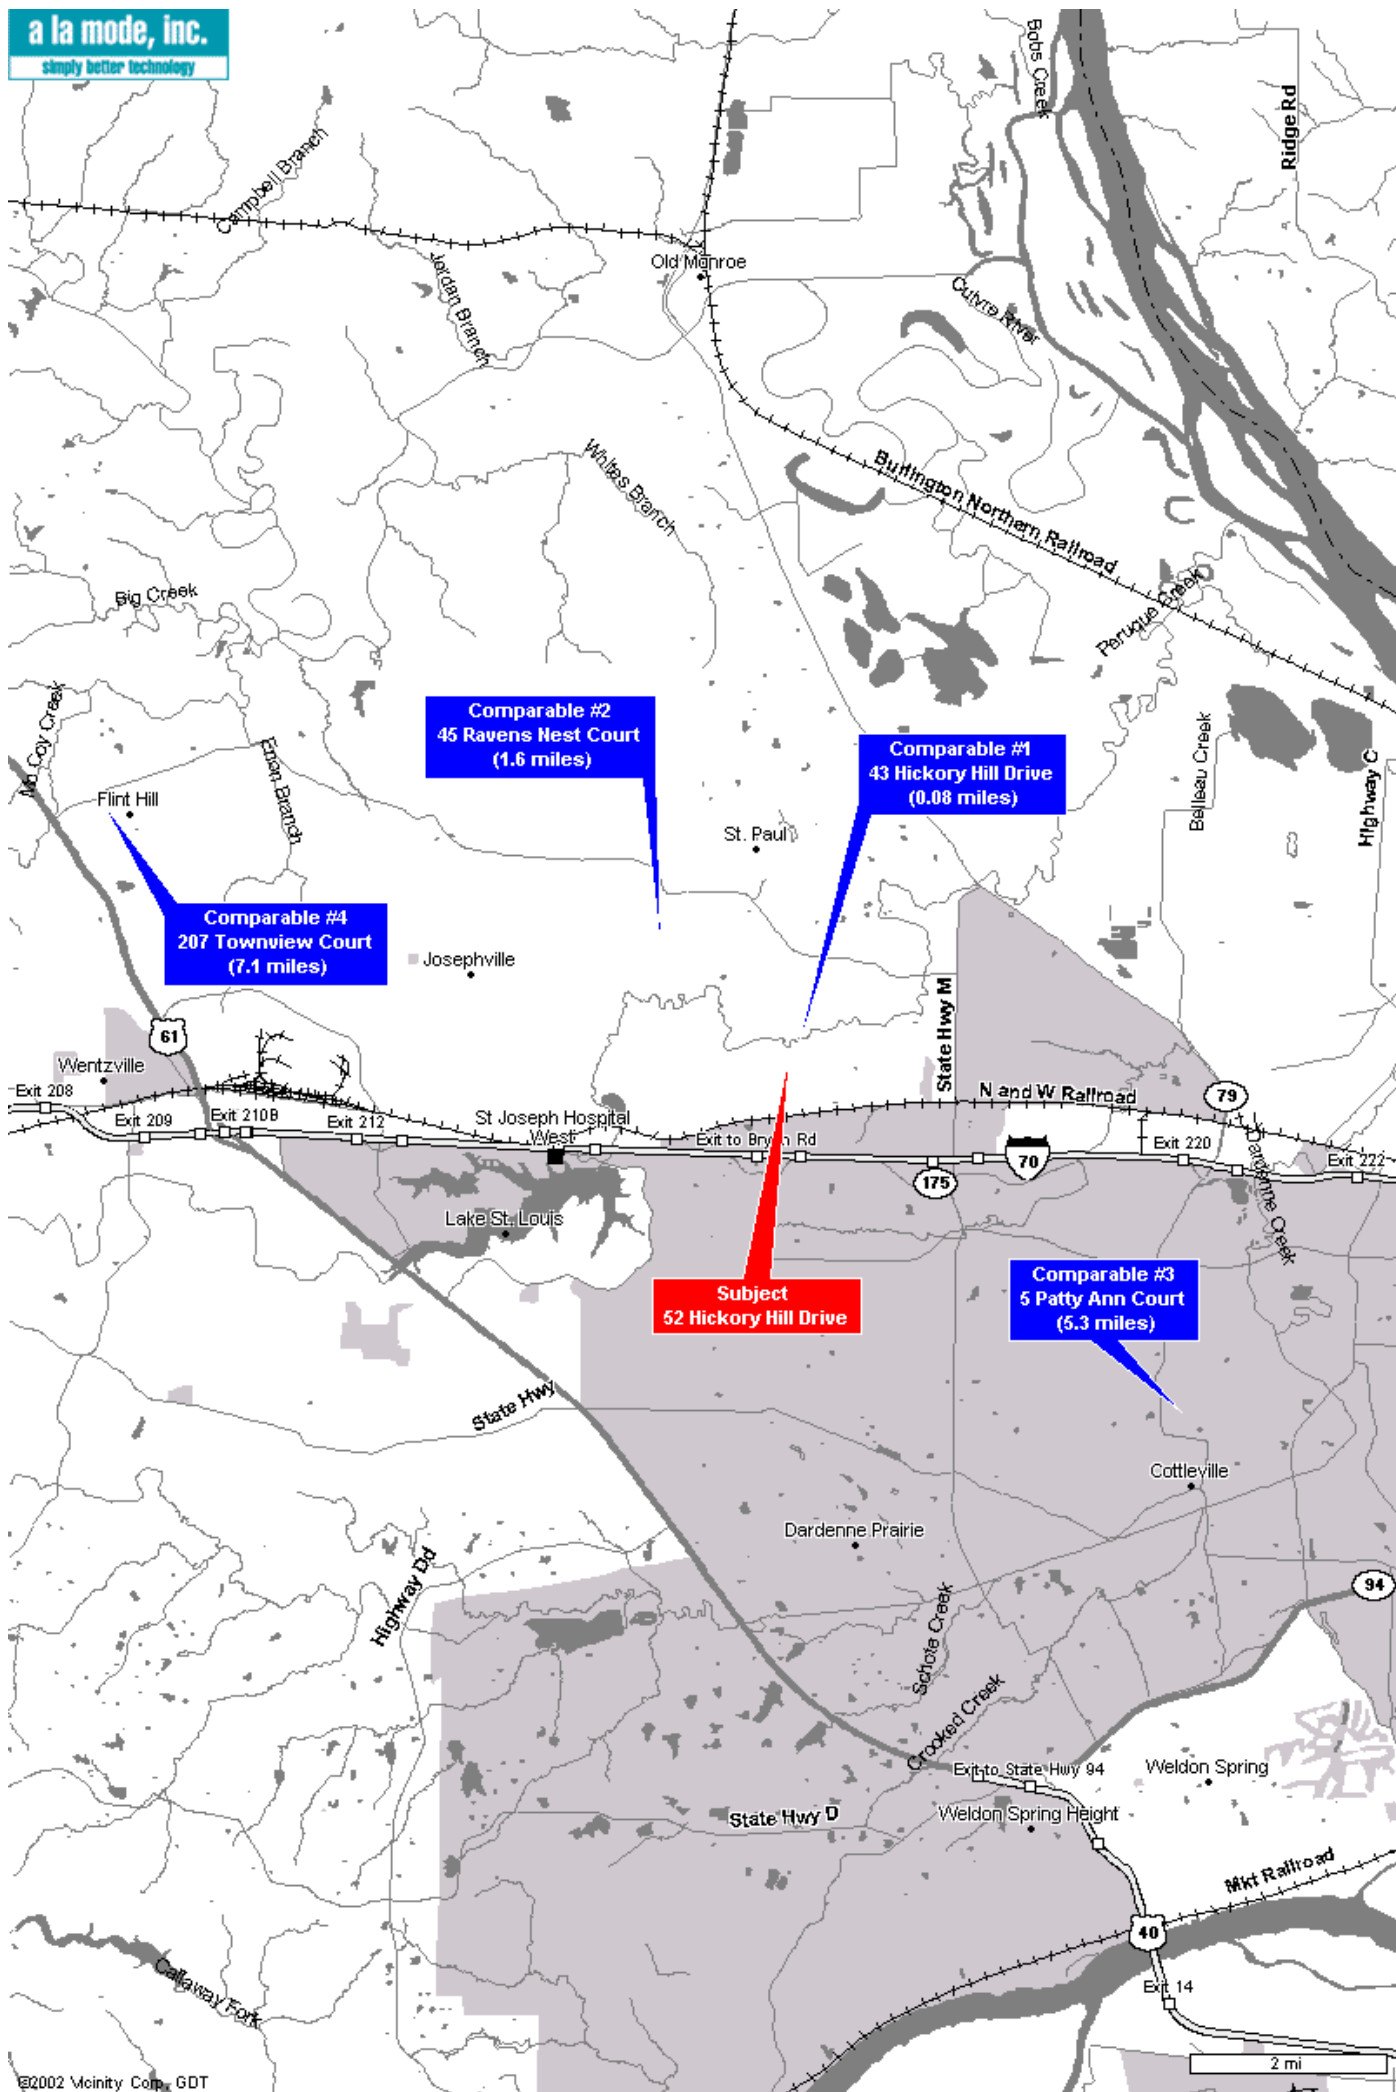 a la mode, inc.
simply better technology
Bobs Creek
Ridge Rd
Campbell Branch
Old Monroe
Jordan Branch
Cuivre River
Whites Branch
Burlington Northern Railroad
Big Creek
Peruque Creek
Mc Coy Creek
Comparable #2
45 Ravens Nest Court
(1.6 miles)
Comparable #1
43 Hickory Hill Drive
(0.08 miles)
Belleau Creek
Highway C
Enon Branch
Flint Hill
St. Paul
Comparable #4
207 Townview Court
(7.1 miles)
Josephville
State Hwy M
61
Wentzville
Exit 208
Exit 209
Exit 210B
Exit 212
St Joseph Hospital
West
N and W Railroad
79
Exit to Bryan Rd
70
175
Exit 220
Exit 222
Dardenne Creek
Lake St. Louis
Subject
52 Hickory Hill Drive
Comparable #3
5 Patty Ann Court
(5.3 miles)
State Hwy
Cottleville
Dardenne Prairie
Highway Dd
94
Schote Creek
Crooked Creek
Exit to State Hwy 94
Weldon Spring
State Hwy D
Weldon Spring Height
Mkt Railroad
40
Callaway Fork
Exit 14
2 mi
©2002 Vicinity Corp, GDT